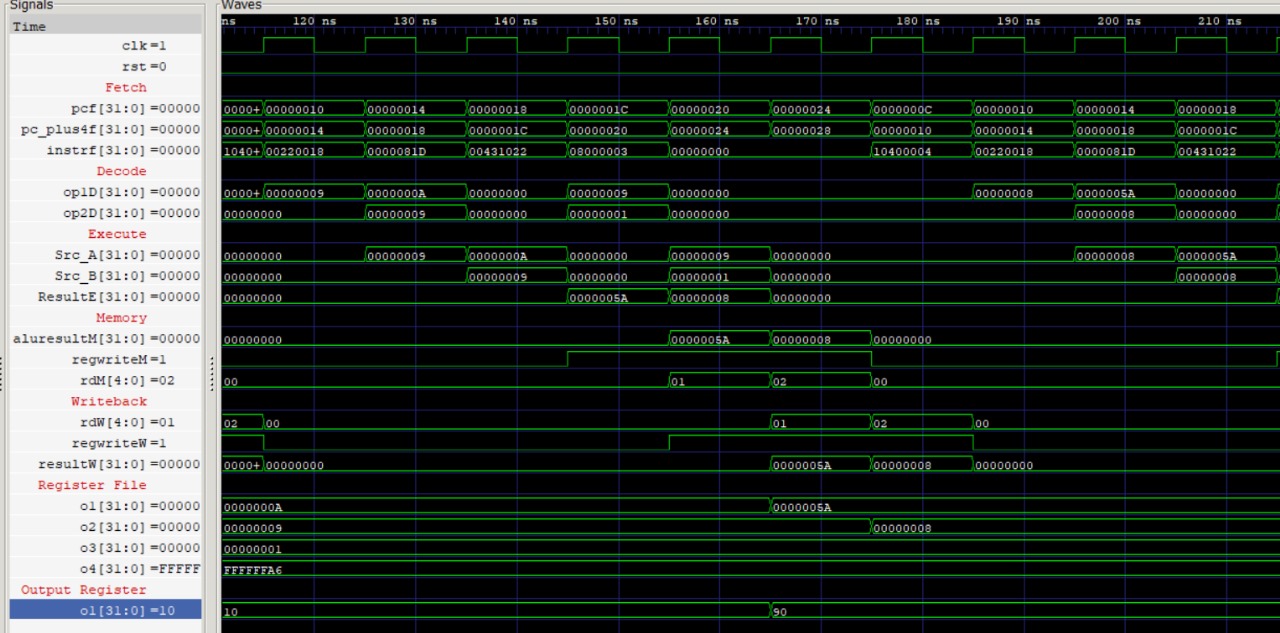 Signals Waves
Time ns 120 ns 130 ns 140 ns 150 ns 160 ns 170 ns 180 ns 190 ns 200 ns 210 ns
clk=1
rst=0
Fetch
pcf[31:0]=00000 0000+ 00000010 00000014 00000018 0000001C 00000020 00000024 0000000C 00000010 00000014 00000018
pc_plus4f[31:0]=00000 0000+ 00000014 00000018 0000001C 00000020 00000024 00000028 00000010 00000014 00000018 0000001C
instrf[31:0]=00000 1040+ 00220018 0000081D 00431022 08000003 00000000 10400004 00220018 0000081D 00431022
Decode
op1D[31:0]=00000 0000+ 00000009 0000000A 00000000 00000009 00000000 00000008 0000005A 00000000
op2D[31:0]=00000 00000000 00000009 00000000 00000001 00000000 00000008 00000000
Execute
Src_A[31:0]=00000 00000000 00000009 0000000A 00000000 00000009 00000000 00000008 0000005A
Src_B[31:0]=00000 00000000 00000009 00000000 00000001 00000000 00000008
ResultE[31:0]=00000 00000000 0000005A 00000008 00000000
Memory
aluresultM[31:0]=00000 00000000 0000005A 00000008 00000000
regwriteM=1
rdM[4:0]=02 00 01 02 00
Writeback
rdW[4:0]=01 02 00 01 02 00
regwriteW=1
resultW[31:0]=00000 0000+ 00000000 0000005A 00000008 00000000
Register File
o1[31:0]=00000 0000000A 0000005A
o2[31:0]=00000 00000009 00000008
o3[31:0]=00000 00000001
o4[31:0]=FFFFF FFFFFFA6
Output Register
o1[31:0]=10 10 90